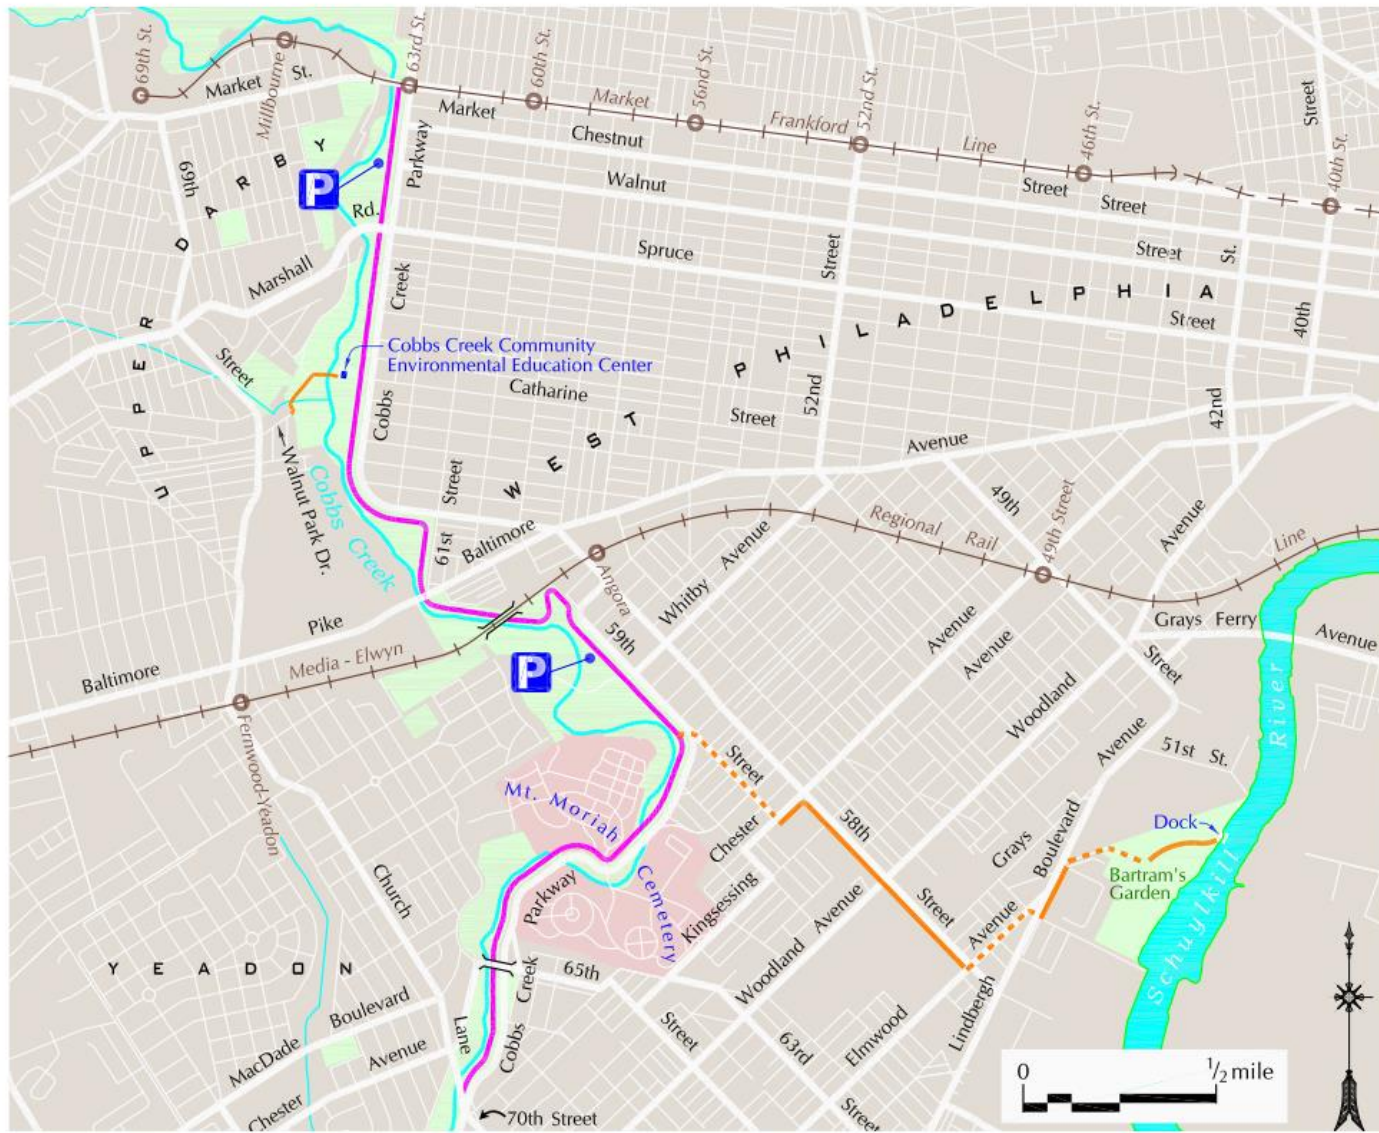 69th St.
Millbourne
63rd St.
60th St.
56nd St.
52nd St.
46th St.
40th St.
Street
Market St.
Market
Market
Frankford
Line
Chestnut
Street
Walnut
Street
Parkway
69th
DARBY
P
Rd.
Marshall
Spruce
Street
Street
St.
Street
40th
Creek
UPPER
Street
Cobbs Creek Community
Environmental Education Center
WEST PHILADELPHIA
Catharine
Street
52nd
42nd
Cobbs
Avenue
Walnut Park Dr.
Cobbs Creek
Street
61st
Baltimore
49th
49th Street
Regional
Rail
Avenue
Line
Avenue
Whitby
Angora
59th
Pike
Baltimore
Media - Elwyn
P
Avenue
Avenue
Grays Ferry
Avenue
Street
Woodland
River
Fernwood-Yeadon
Street
Avenue
51st St.
Mt. Moriah
Cemetery
Chester
58th
Grays
Boulevard
Dock
Bartram's
Garden
Schuylkill
Church
Parkway
Kingsessing
Avenue
Street
Avenue
Woodland
YEADON
65th
Creek
Boulevard
MacDade
Lane
Avenue
Cobbs
Street
63rd
Elmwood
Lindbergh
Chester
70th Street
Street
0
1/2 mile